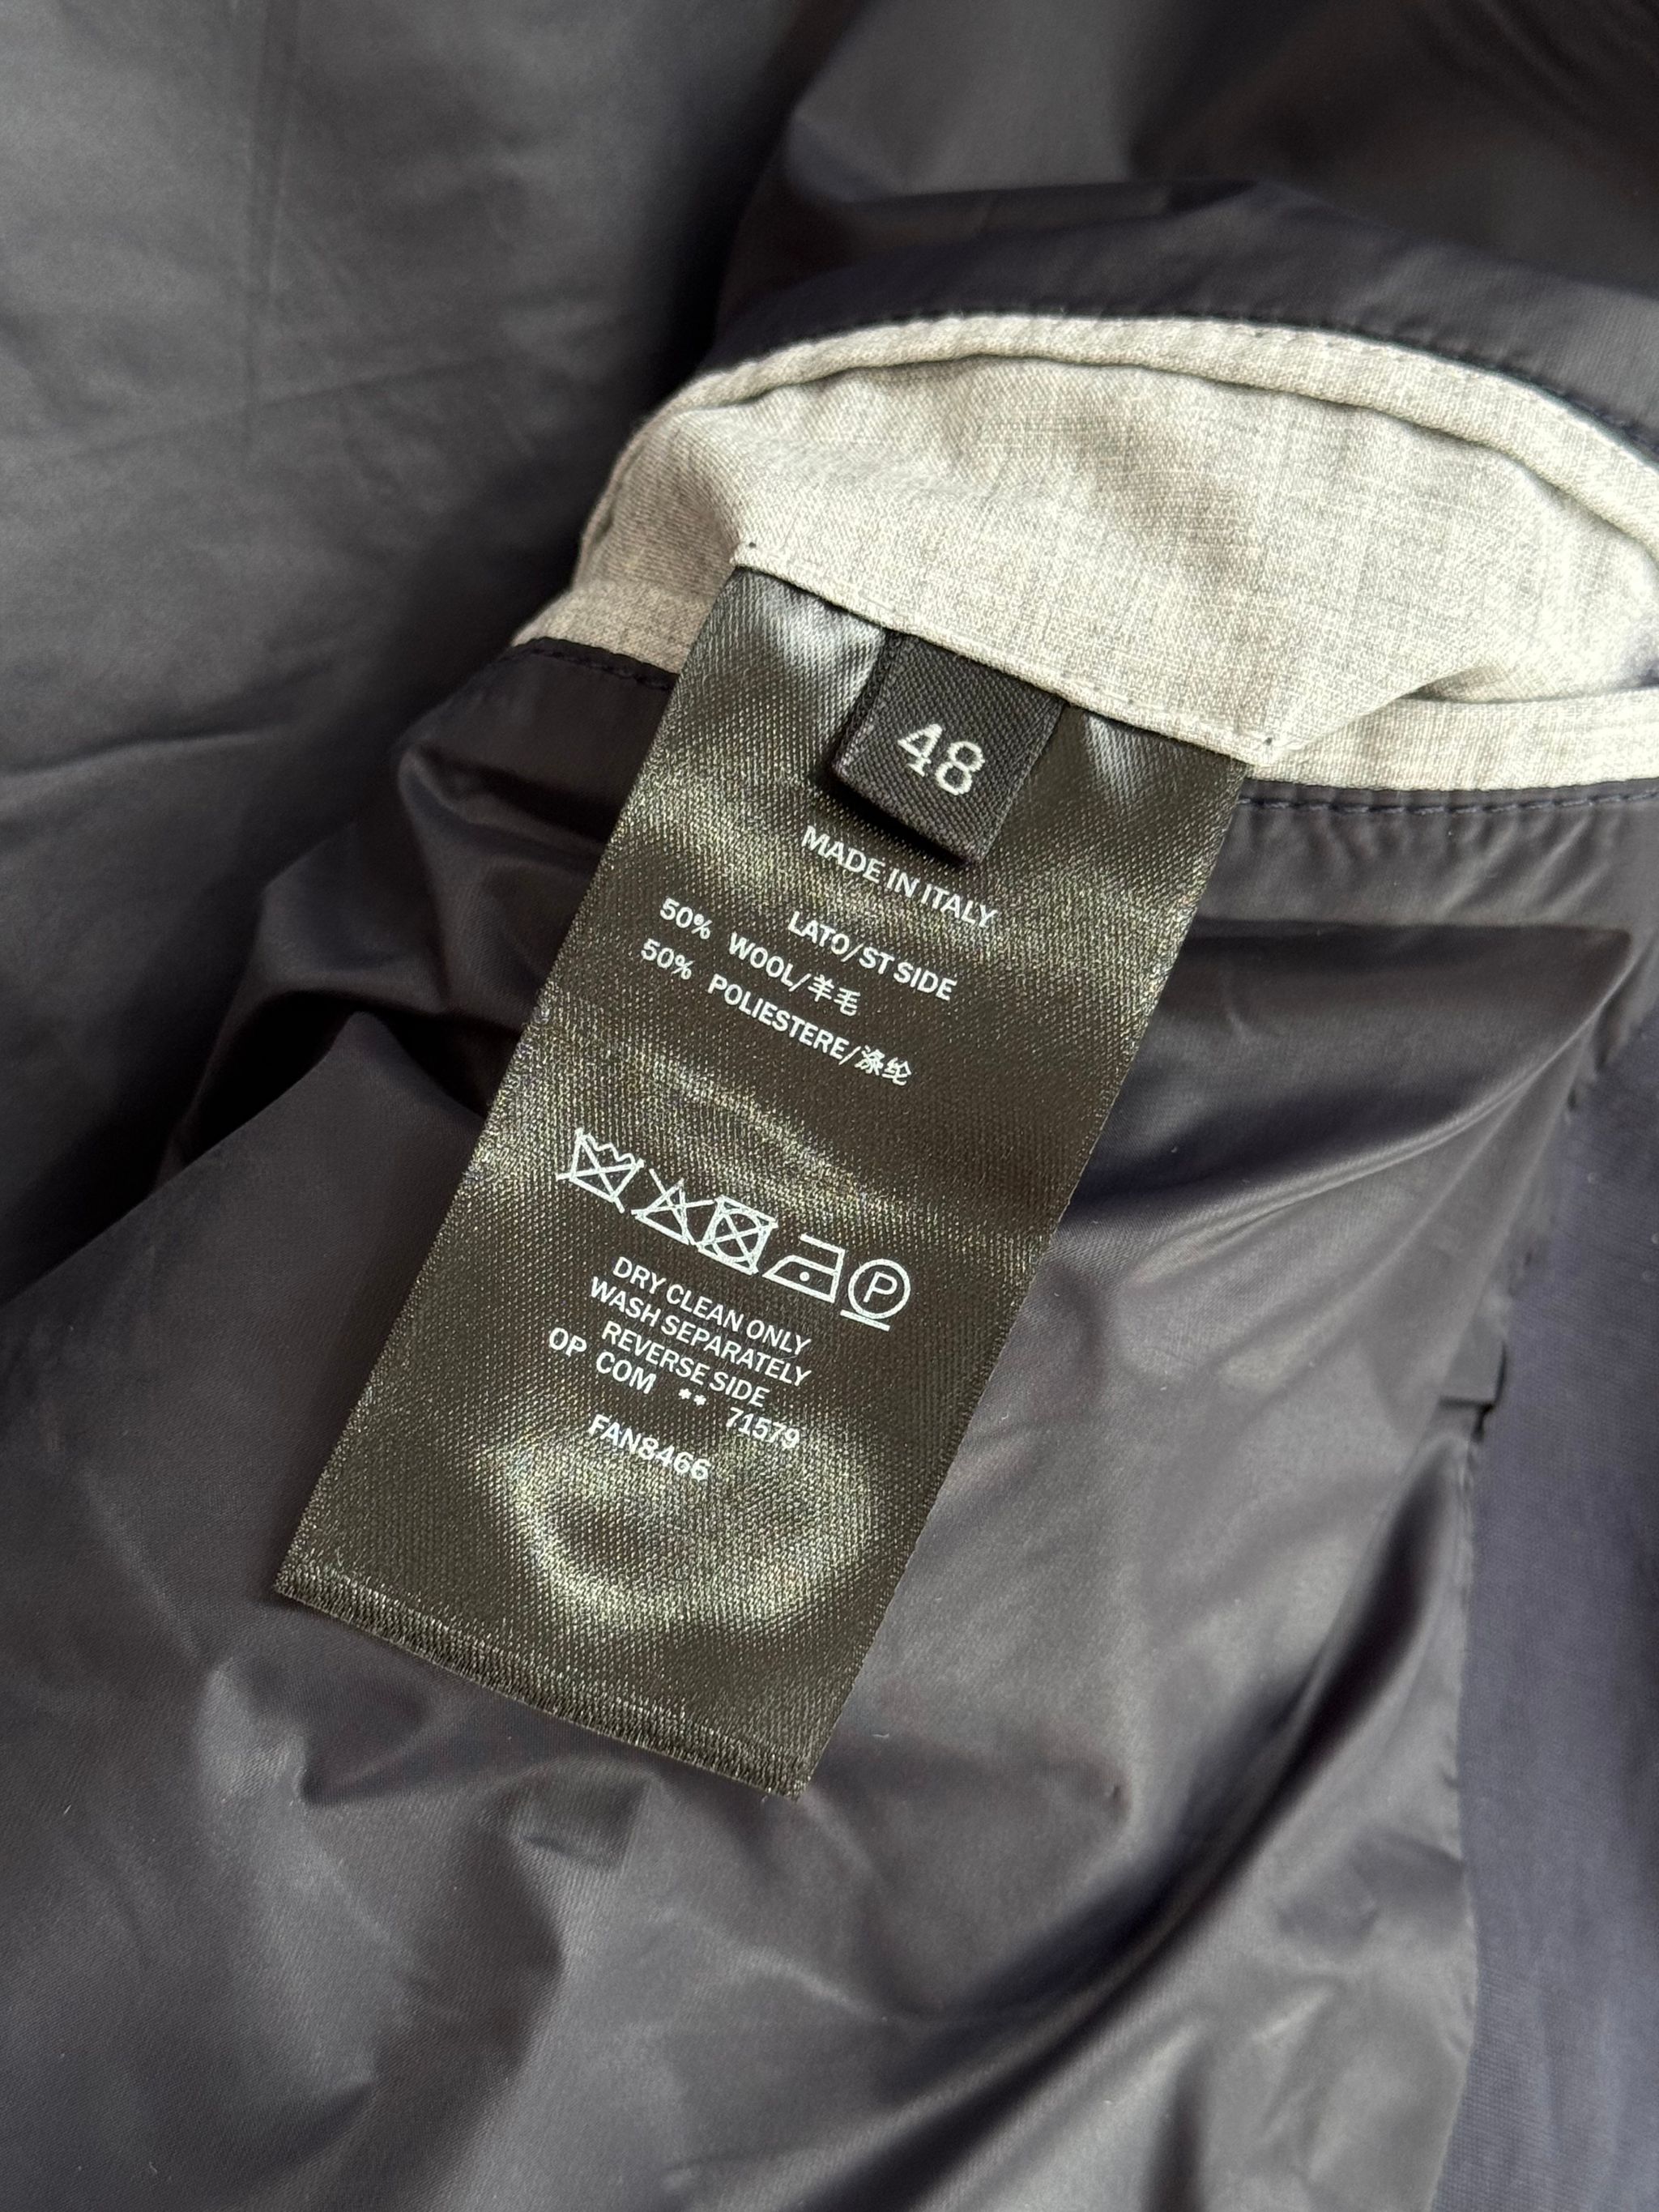 48
MADE IN ITALY
LATO/ST SIDE
50% WOOL/羊毛
50% POLIESTERE/涤纶
P
DRY CLEAN ONLY
WASH SEPARATELY
REVERSE SIDE
OP COM ** 71579
FAN8466